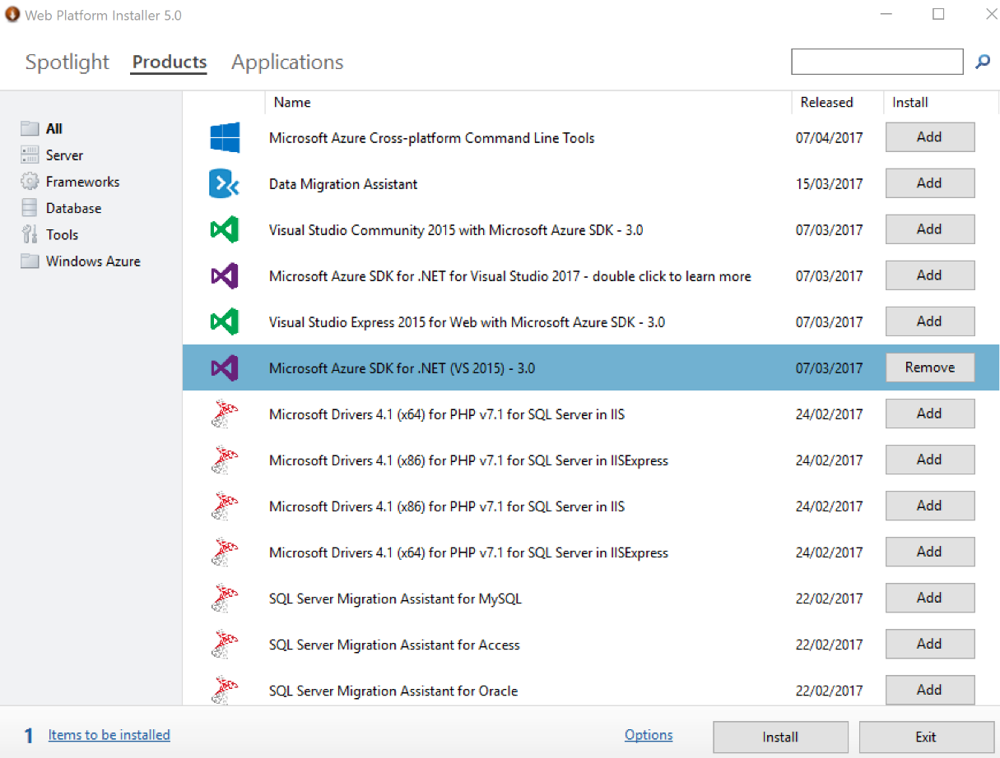 Web Platform Installer 5.0
Spotlight Products Applications
Name Released Install
All
Server
Frameworks
Database
Tools
Windows Azure
Microsoft Azure Cross-platform Command Line Tools 07/04/2017 Add
Data Migration Assistant 15/03/2017 Add
Visual Studio Community 2015 with Microsoft Azure SDK - 3.0 07/03/2017 Add
Microsoft Azure SDK for .NET for Visual Studio 2017 - double click to learn more 07/03/2017 Add
Visual Studio Express 2015 for Web with Microsoft Azure SDK - 3.0 07/03/2017 Add
Microsoft Azure SDK for .NET (VS 2015) - 3.0 07/03/2017 Remove
Microsoft Drivers 4.1 (x64) for PHP v7.1 for SQL Server in IIS 24/02/2017 Add
Microsoft Drivers 4.1 (x86) for PHP v7.1 for SQL Server in IISExpress 24/02/2017 Add
Microsoft Drivers 4.1 (x86) for PHP v7.1 for SQL Server in IIS 24/02/2017 Add
Microsoft Drivers 4.1 (x64) for PHP v7.1 for SQL Server in IISExpress 24/02/2017 Add
SQL Server Migration Assistant for MySQL 22/02/2017 Add
SQL Server Migration Assistant for Access 22/02/2017 Add
SQL Server Migration Assistant for Oracle 22/02/2017 Add
1 Items to be installed Options Install Exit